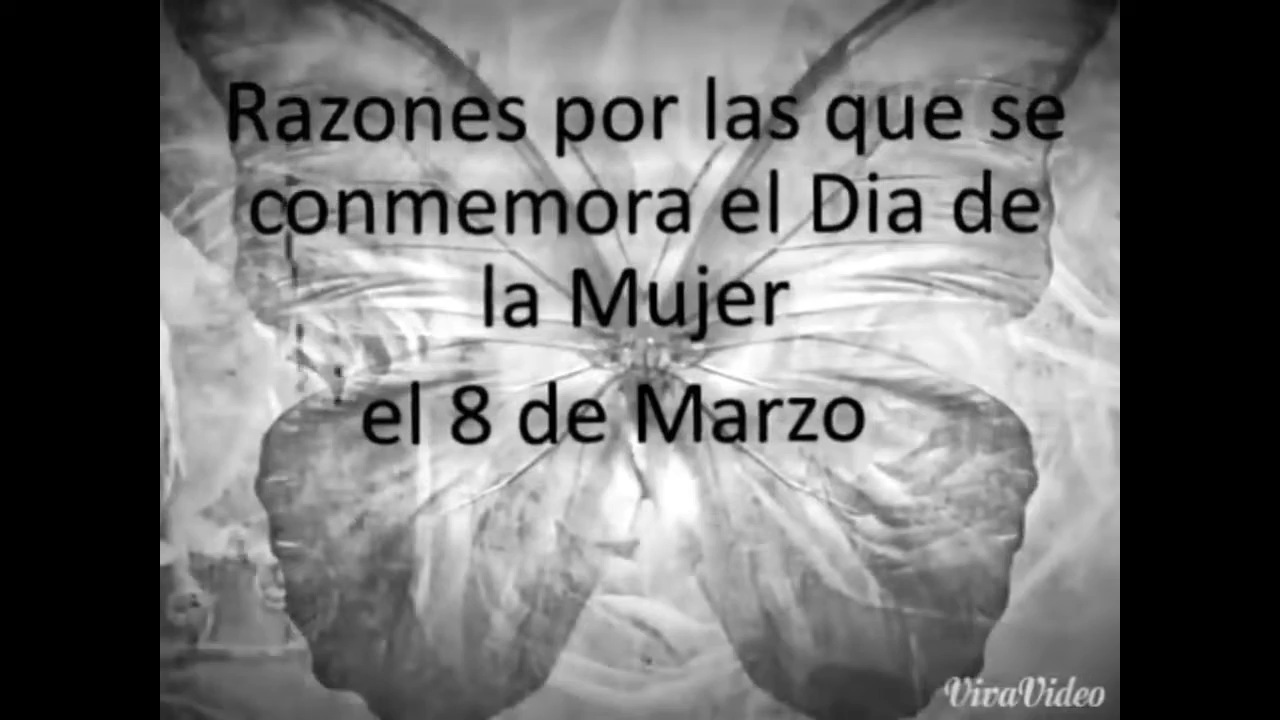 Razones por las que se
conmemora el Dia de
la Mujer
el 8 de Marzo
VivaVideo